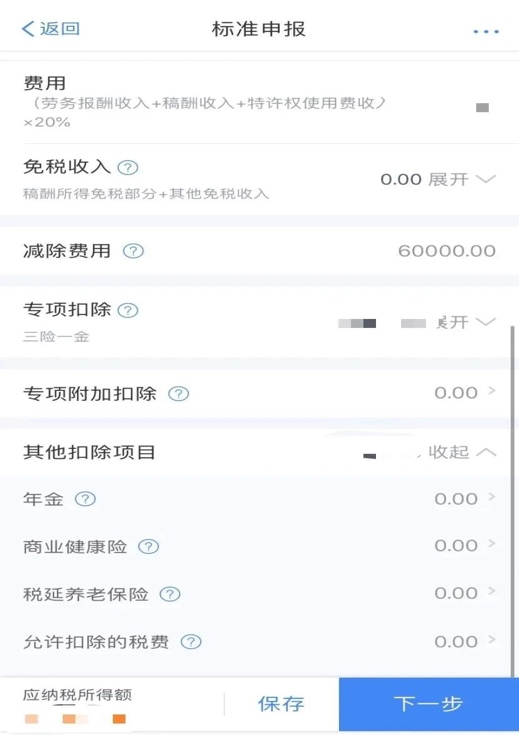 返回
标准申报
费用
（劳务报酬收入+稿酬收入+特许权使用费收入）
×20%
免税收入
0.00 展开
稿酬所得免税部分+其他免税收入
减除费用
60000.00
专项扣除
开
三险一金
专项附加扣除
0.00
其他扣除项目
收起
年金
0.00
商业健康险
0.00
税延养老保险
0.00
允许扣除的税费
0.00
应纳税所得额
保存
下一步